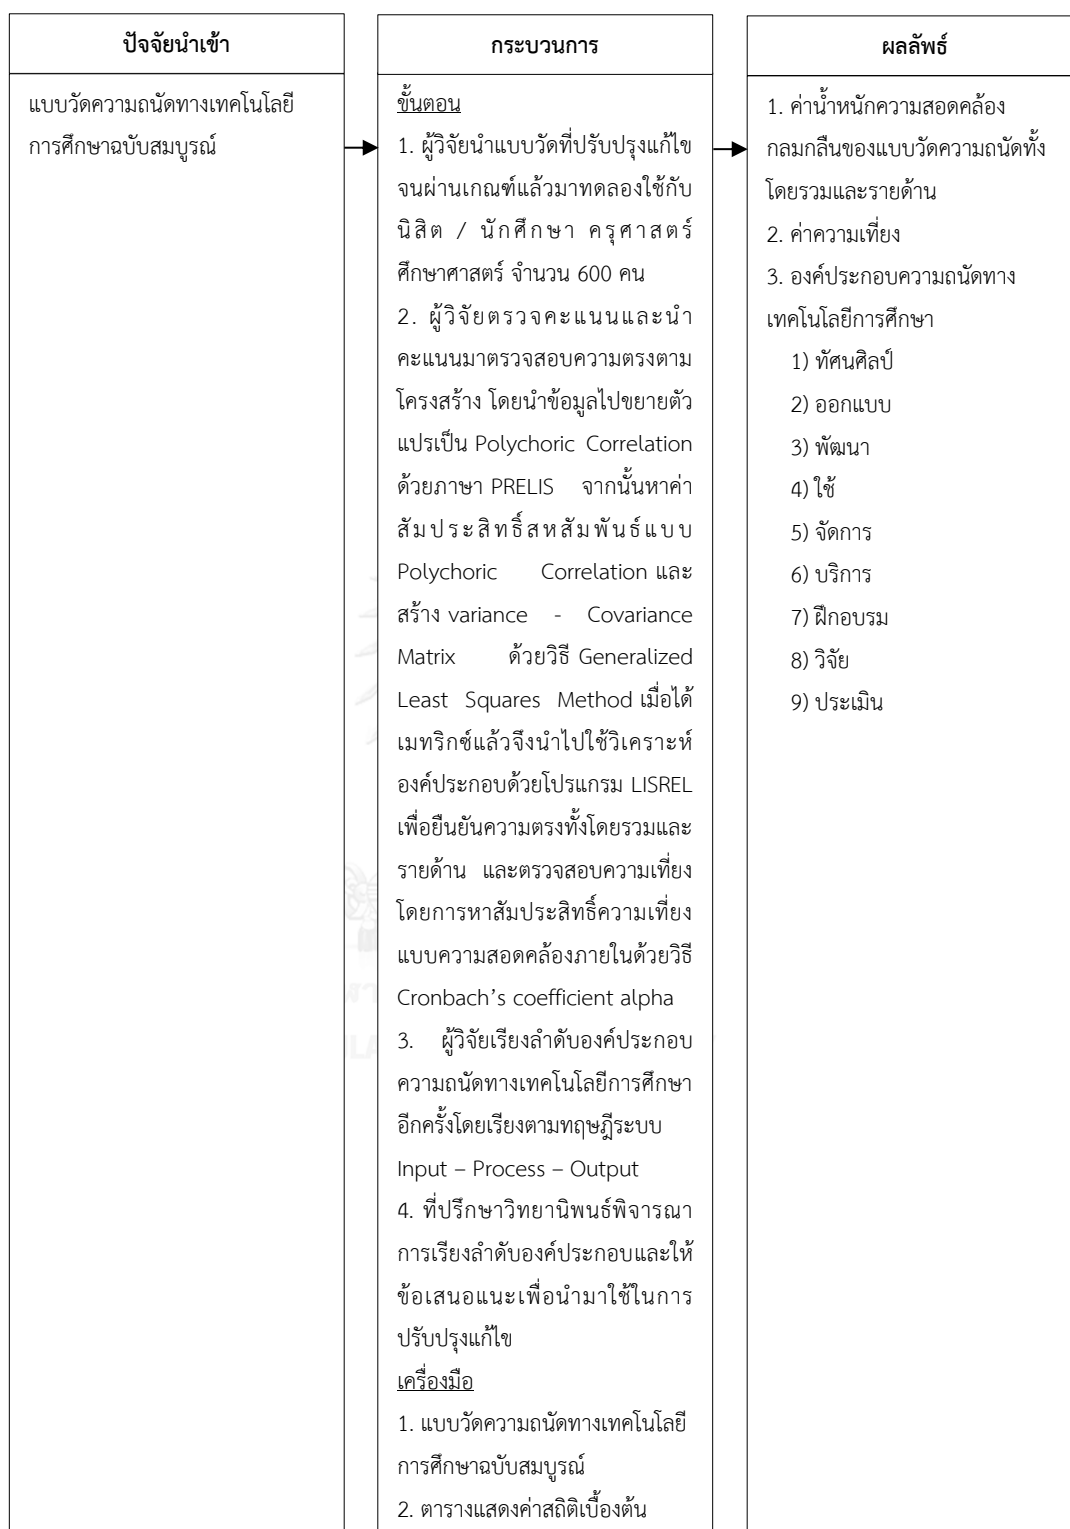 ปัจจัยนำเข้า
แบบวัดความถนัดทางเทคโนโลยี
การศึกษาฉบับสมบูรณ์
กระบวนการ
ขั้นตอน
1. ผู้วิจัยนำแบบวัดที่ปรับปรุงแก้ไข
จนผ่านเกณฑ์แล้วมาทดลองใช้กับ
นิสิต / นักศึกษา ครุศาสตร์
ศึกษาศาสตร์ จำนวน 600 คน
2. ผู้วิจัยตรวจคะแนนและนำ
คะแนนมาตรวจสอบความตรงตาม
โครงสร้าง โดยนำข้อมูลไปขยายตัว
แปรเป็น Polychoric Correlation
ด้วยภาษา PRELIS จากนั้นหาค่า
สัมประสิทธิ์สหสัมพันธ์แบบ
Polychoric Correlation และ
สร้าง variance - Covariance
Matrix ด้วยวิธี Generalized
Least Squares Method เมื่อได้
เมทริกซ์แล้วจึงนำไปใช้วิเคราะห์
องค์ประกอบด้วยโปรแกรม LISREL
เพื่อยืนยันความตรงทั้งโดยรวมและ
รายด้าน และตรวจสอบความเที่ยง
โดยการหาสัมประสิทธิ์ความเที่ยง
แบบความสอดคล้องภายในด้วยวิธี
Cronbach’s coefficient alpha
3. ผู้วิจัยเรียงลำดับองค์ประกอบ
ความถนัดทางเทคโนโลยีการศึกษา
อีกครั้งโดยเรียงตามทฤษฎีระบบ
Input – Process – Output
4. ที่ปรึกษาวิทยานิพนธ์พิจารณา
การเรียงลำดับองค์ประกอบและให้
ข้อเสนอแนะเพื่อนำมาใช้ในการ
ปรับปรุงแก้ไข
เครื่องมือ
1. แบบวัดความถนัดทางเทคโนโลยี
การศึกษาฉบับสมบูรณ์
2. ตารางแสดงค่าสถิติเบื้องต้น
ผลลัพธ์
1. ค่าน้ำหนักความสอดคล้อง
กลมกลืนของแบบวัดความถนัดทั้ง
โดยรวมและรายด้าน
2. ค่าความเที่ยง
3. องค์ประกอบความถนัดทาง
เทคโนโลยีการศึกษา
1) ทัศนศิลป์
2) ออกแบบ
3) พัฒนา
4) ใช้
5) จัดการ
6) บริการ
7) ฝึกอบรม
8) วิจัย
9) ประเมิน